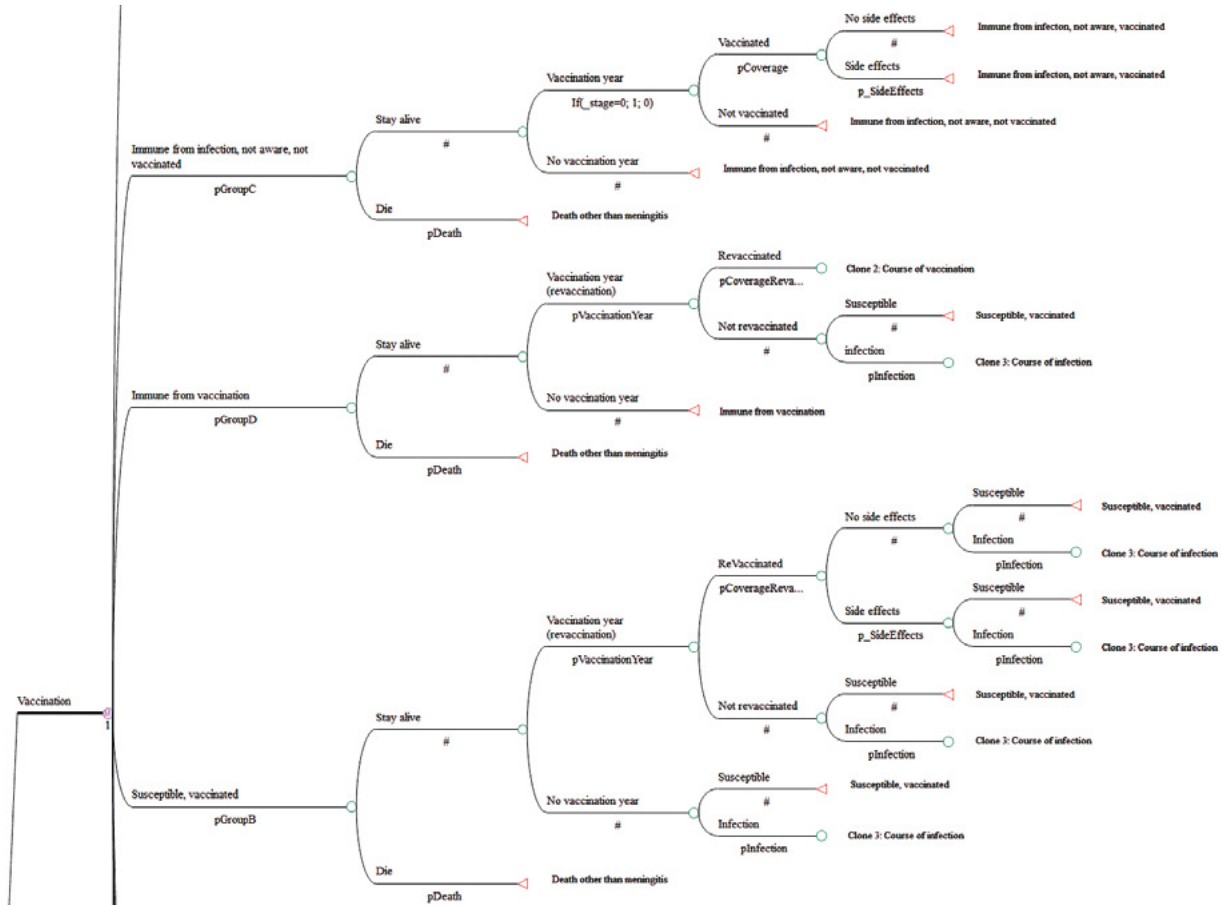 No side effects
Immune from infecton, not aware, vaccinated
#
Vaccinated
pCoverage
Side effects
Immune from infecton, not aware, vaccinated
p_SideEffects
Vaccination year
If(_stage=0; 1; 0)
Not vaccinated
Immune from infection, not aware, not vaccinated
#
Stay alive
#
Immune from infection, not aware, not
vaccinated
pGroupC
No vaccination year
Immune from infection, not aware, not vaccinated
#
Die
Death other than meningitis
pDeath
Revaccinated
Clone 2: Course of vaccination
pCoverageReva...
Vaccination year
(revaccination)
pVaccinationYear
Susceptible
Susceptible, vaccinated
#
Not revaccinated
#
infection
Clone 3: Course of infection
pInfection
Stay alive
#
Immune from vaccination
pGroupD
No vaccination year
Immune from vaccination
#
Die
Death other than meningitis
pDeath
Susceptible
Susceptible, vaccinated
#
No side effects
#
Infection
Clone 3: Course of infection
pInfection
ReVaccinated
pCoverageReva...
Susceptible
Susceptible, vaccinated
#
Side effects
p_SideEffects
Infection
Clone 3: Course of infection
pInfection
Vaccination year
(revaccination)
pVaccinationYear
Susceptible
Susceptible, vaccinated
#
Not revaccinated
#
Infection
Clone 3: Course of infection
pInfection
Vaccination
1
Stay alive
#
Susceptible, vaccinated
pGroupB
Susceptible
Susceptible, vaccinated
#
No vaccination year
#
Infection
Clone 3: Course of infection
pInfection
Die
Death other than meningitis
pDeath